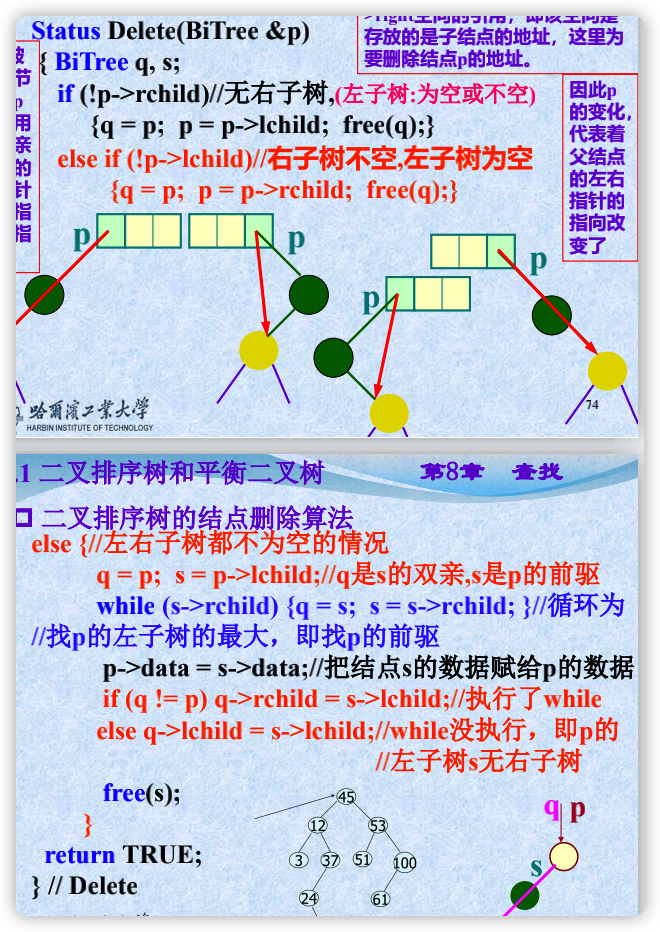 Status Delete(BiTree &p)
存放的是子结点的地址，这里为
要删除结点p的地址。
{ BiTree q, s;
if (!p->rchild)//无右子树,(左子树:为空或不空)
{q = p; p = p->lchild; free(q);}
else if (!p->lchild)//右子树不空,左子树为空
{q = p; p = p->rchild; free(q);}
节
p
用
亲
的
针
指
指
因此p
的变化,
代表着
父结点
的左右
指针的
指向改
变了
p
p
p
p
哈尔滨工业大学
HARBIN INSTITUTE OF TECHNOLOGY
74
.1 二叉排序树和平衡二叉树
第8章 查找
二叉排序树的结点删除算法
else {//左右子树都不为空的情况
q = p; s = p->lchild;//q是s的双亲,s是p的前驱
while (s->rchild) {q = s; s = s->rchild; }//循环为
//找p的左子树的最大，即找p的前驱
p->data = s->data;//把结点s的数据赋给p的数据
if (q != p) q->rchild = s->lchild;//执行了while
else q->lchild = s->lchild;//while没执行，即p的
//左子树s无右子树
free(s);
}
return TRUE;
} // Delete
45
12
53
3
37
51
100
24
61
q
p
s